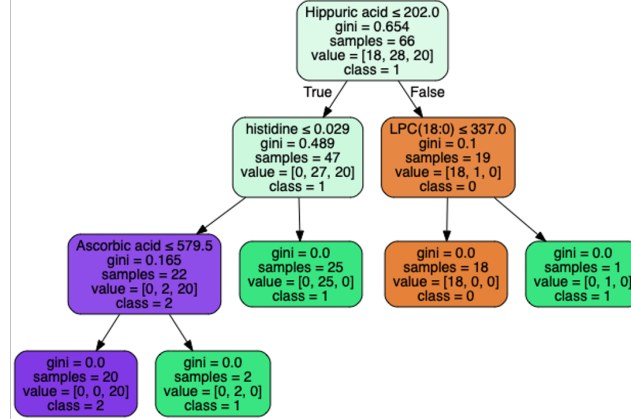 Hippuric acid ≤ 202.0
gini = 0.654
samples = 66
value = [18, 28, 20]
class = 1
True
False
histidine ≤ 0.029
gini = 0.489
samples = 47
value = [0, 27, 20]
class = 1
LPC(18:0) ≤ 337.0
gini = 0.1
samples = 19
value = [18, 1, 0]
class = 0
Ascorbic acid ≤ 579.5
gini = 0.165
samples = 22
value = [0, 2, 20]
class = 2
gini = 0.0
samples = 25
value = [0, 25, 0]
class = 1
gini = 0.0
samples = 18
value = [18, 0, 0]
class = 0
gini = 0.0
samples = 1
value = [0, 1, 0]
class = 1
gini = 0.0
samples = 20
value = [0, 0, 20]
class = 2
gini = 0.0
samples = 2
value = [0, 2, 0]
class = 1